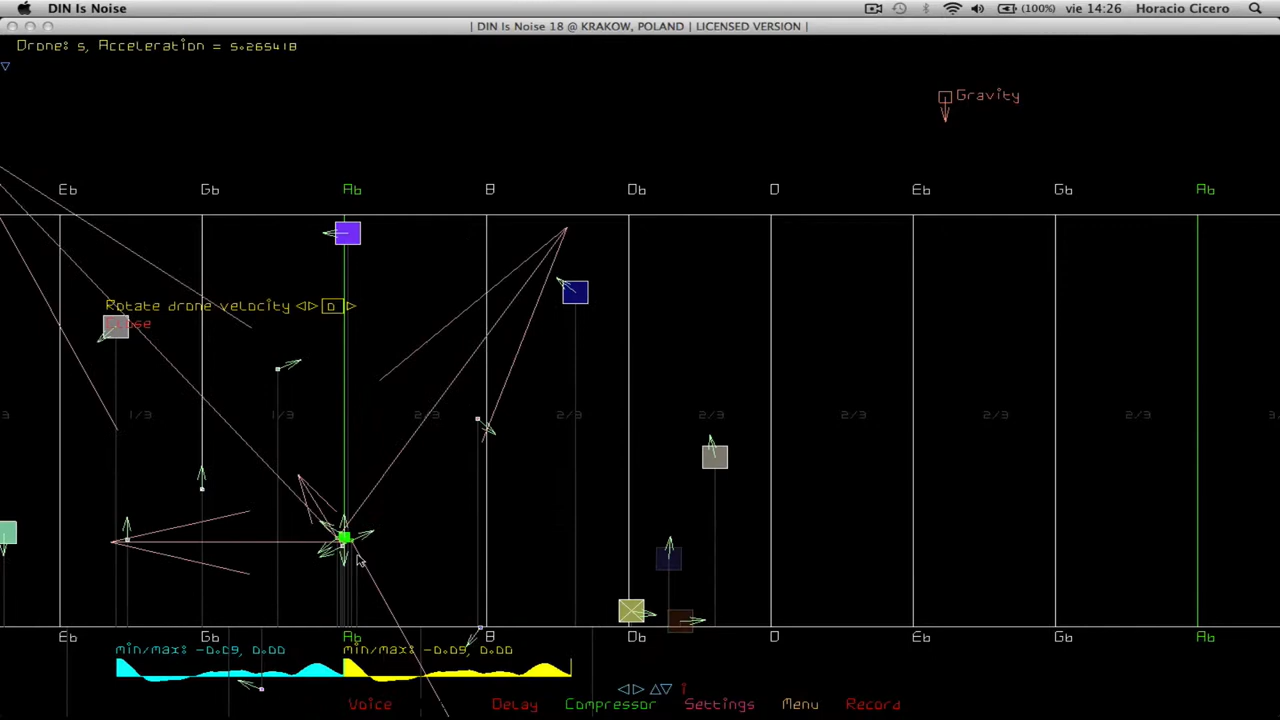 DIN Is Noise
(100%)
vie 14:26
Horacio Cicero
| DIN Is Noise 18 @ KRAKOW, POLAND | LICENSED VERSION |
Drone: s, Acceleration = 5.265418
Gravity
Eb Gb Ab B Db D Eb Gb Ab
Rotate drone velocity
Close
1/3 1/3 2/3 2/3 2/3 2/3 2/3 2/3
Eb Gb Ab B Db D Eb Gb Ab
min/max: -0.09, 0.00 min/max: -0.09, 0.00
Voice Delay Compressor Settings Menu Record